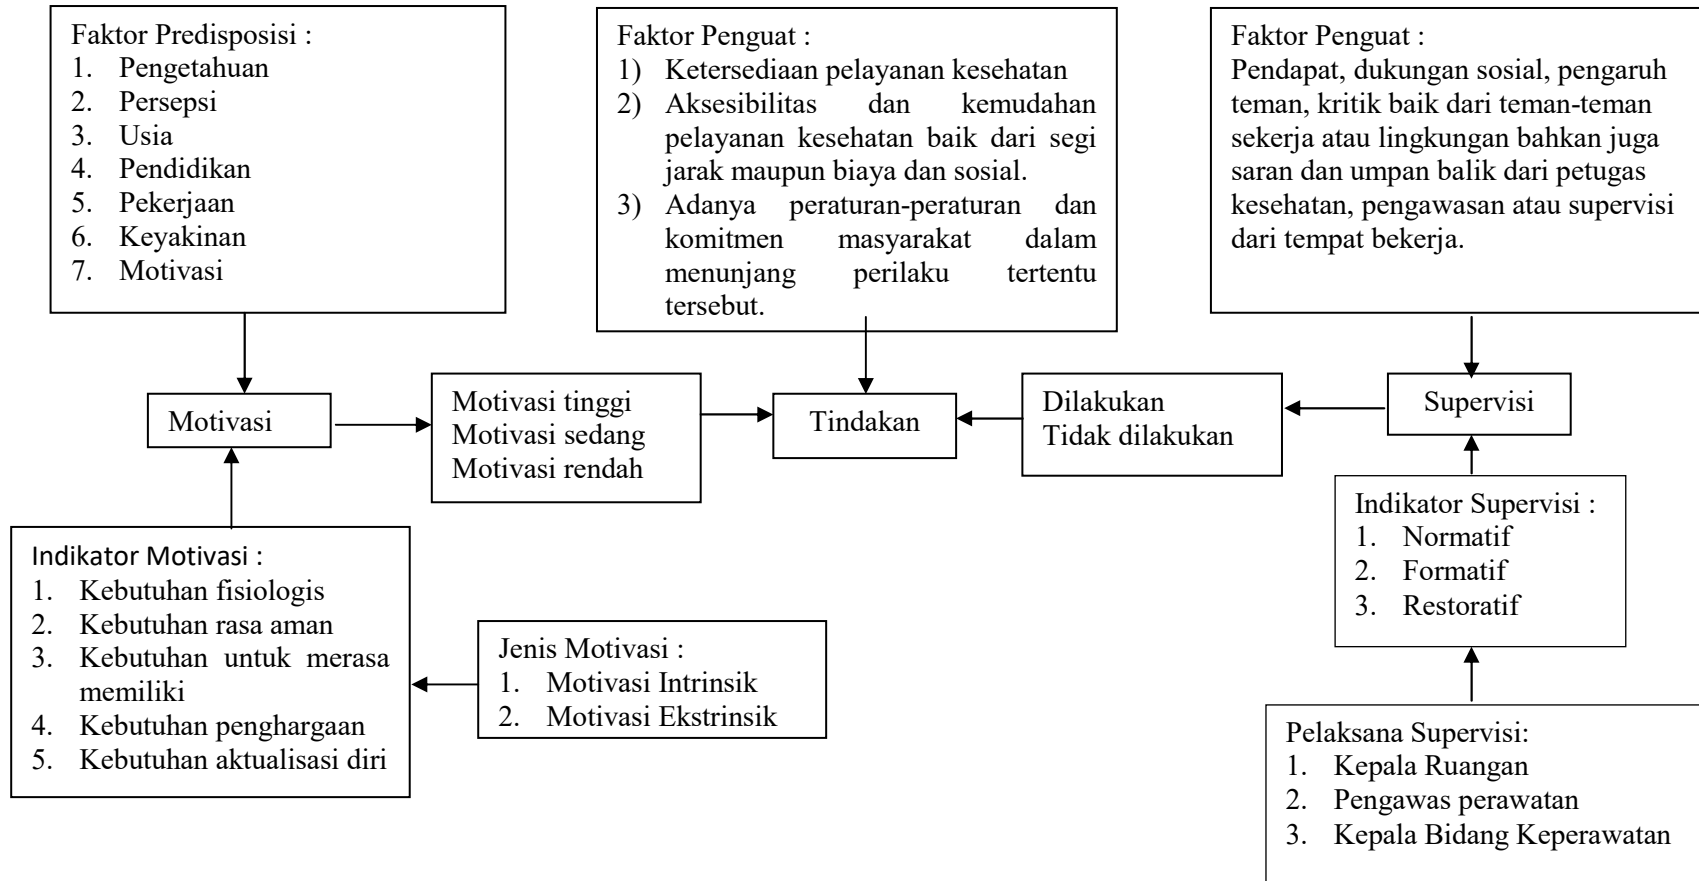 Faktor Predisposisi :
1. Pengetahuan
2. Persepsi
3. Usia
4. Pendidikan
5. Pekerjaan
6. Keyakinan
7. Motivasi
Faktor Penguat :
1) Ketersediaan pelayanan kesehatan
2) Aksesibilitas dan kemudahan
pelayanan kesehatan baik dari segi
jarak maupun biaya dan sosial.
3) Adanya peraturan-peraturan dan
komitmen masyarakat dalam
menunjang perilaku tertentu
tersebut.
Faktor Penguat :
Pendapat, dukungan sosial, pengaruh
teman, kritik baik dari teman-teman
sekerja atau lingkungan bahkan juga
saran dan umpan balik dari petugas
kesehatan, pengawasan atau supervisi
dari tempat bekerja.
Motivasi
Motivasi tinggi
Motivasi sedang
Motivasi rendah
Tindakan
Dilakukan
Tidak dilakukan
Supervisi
Indikator Motivasi :
1. Kebutuhan fisiologis
2. Kebutuhan rasa aman
3. Kebutuhan untuk merasa
memiliki
4. Kebutuhan penghargaan
5. Kebutuhan aktualisasi diri
Jenis Motivasi :
1. Motivasi Intrinsik
2. Motivasi Ekstrinsik
Indikator Supervisi :
1. Normatif
2. Formatif
3. Restoratif
Pelaksana Supervisi:
1. Kepala Ruangan
2. Pengawas perawatan
3. Kepala Bidang Keperawatan